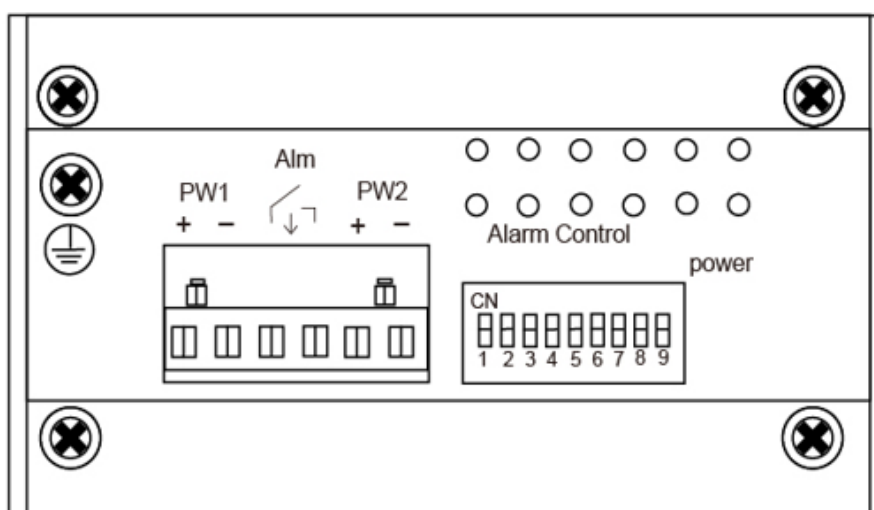 Alm
PW1
PW2
+ −
+ −
Alarm Control
power
CN
1 2 3 4 5 6 7 8 9